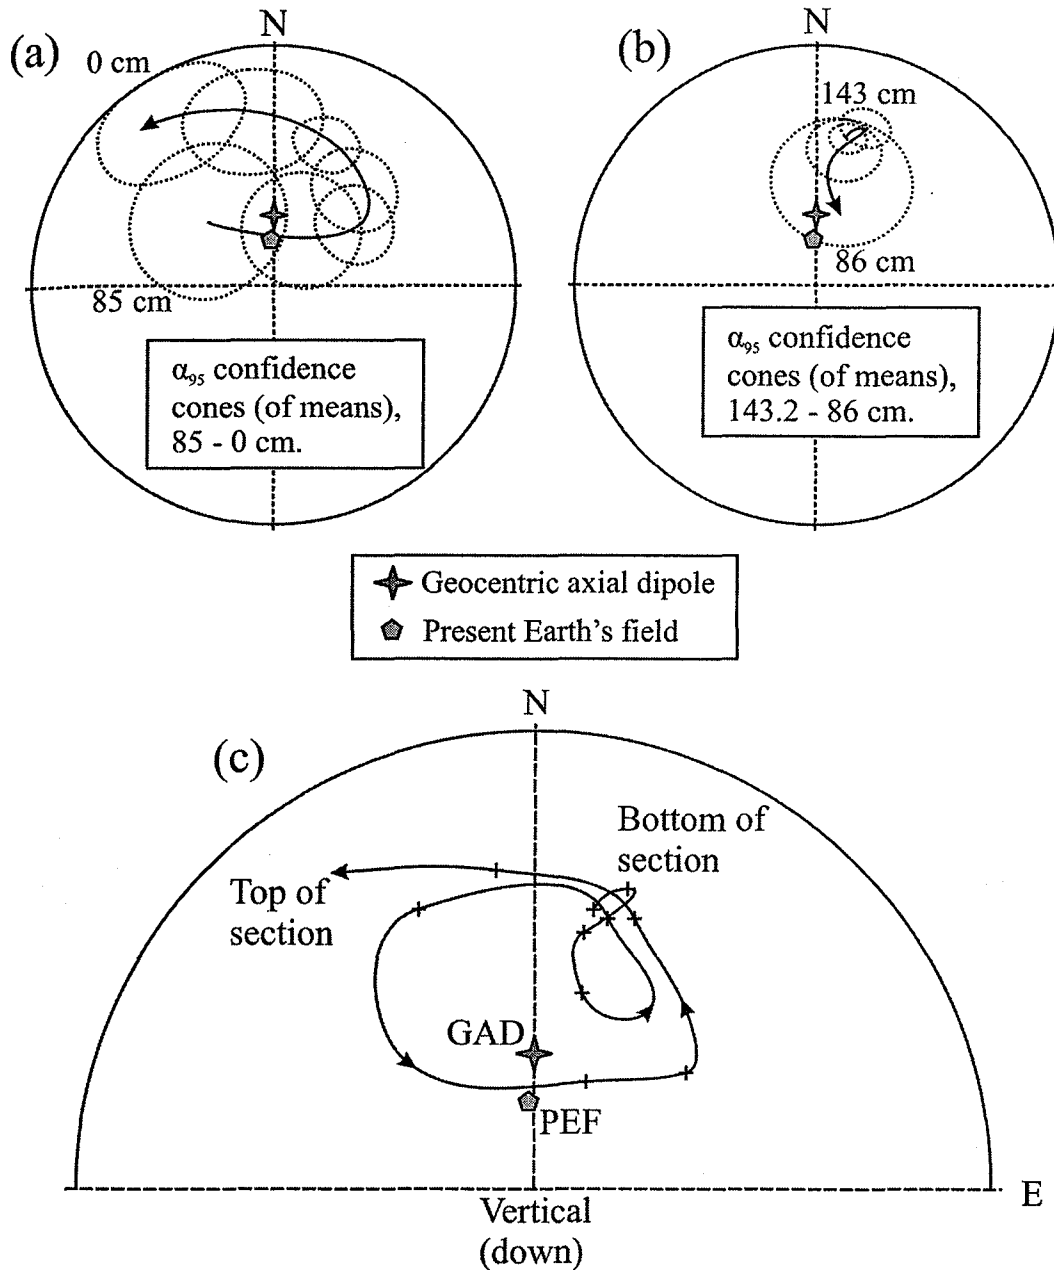 (a)
N
0 cm
85 cm
α₉₅ confidence
cones (of means),
85 - 0 cm.
(b)
N
143 cm
86 cm
α₉₅ confidence
cones (of means),
143.2 - 86 cm.
Geocentric axial dipole
Present Earth's field
(c)
N
Bottom of
section
Top of
section
GAD
PEF
E
Vertical
(down)